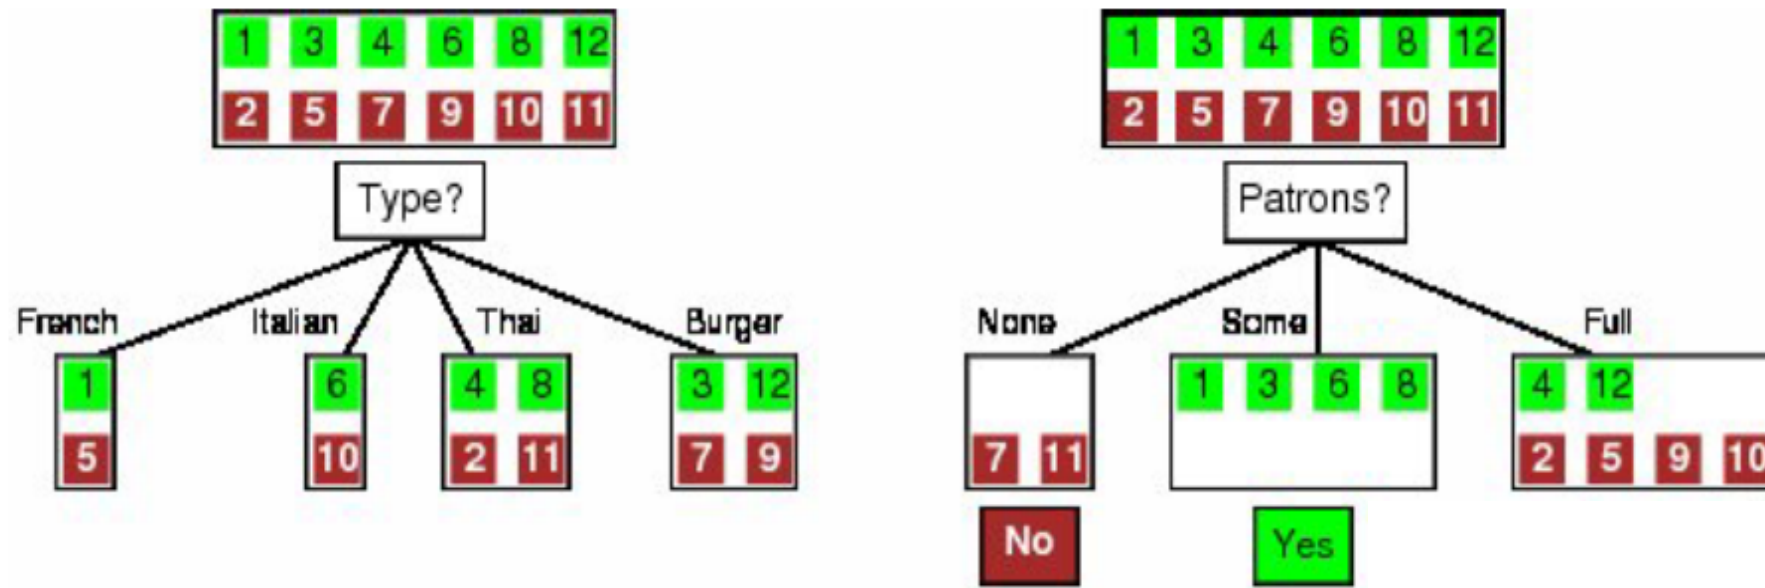 1 3 4 6 8 12
2 5 7 9 10 11
Type?
French Italian Thai Burger
1 6 4 8 3 12
5 10 2 11 7 9
1 3 4 6 8 12
2 5 7 9 10 11
Patrons?
None Some Full
1 3 6 8 4 12
7 11 2 5 9 10
No Yes